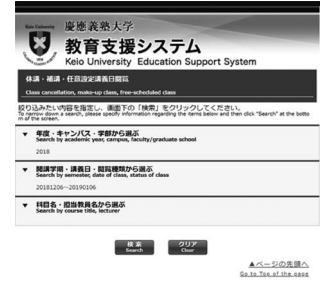 Keio University
慶應義塾大学
教育支援システム
Keio University Education Support System
休講・補講・任意設定講義日閲覧
Class cancellation, make-up class, free-scheduled class
絞り込みたい内容を指定し、画面下の「検索」をクリックしてください。
To narrow down a search, please specify information regarding the items below and then click "Search" at the botto
m of the screen.
▼ 年度・キャンパス・学部から選ぶ
Search by academic year, campus, faculty/graduate school
2018
▼ 開講学期・講義日・閲覧種類から選ぶ
Search by semester, date of class, status of class
20181206--20190106
▼ 科目名・担当教員名から選ぶ
Search by course title, lecturer
検索 クリア
Search Clear
▲ページの先頭へ
Go to Top of the page